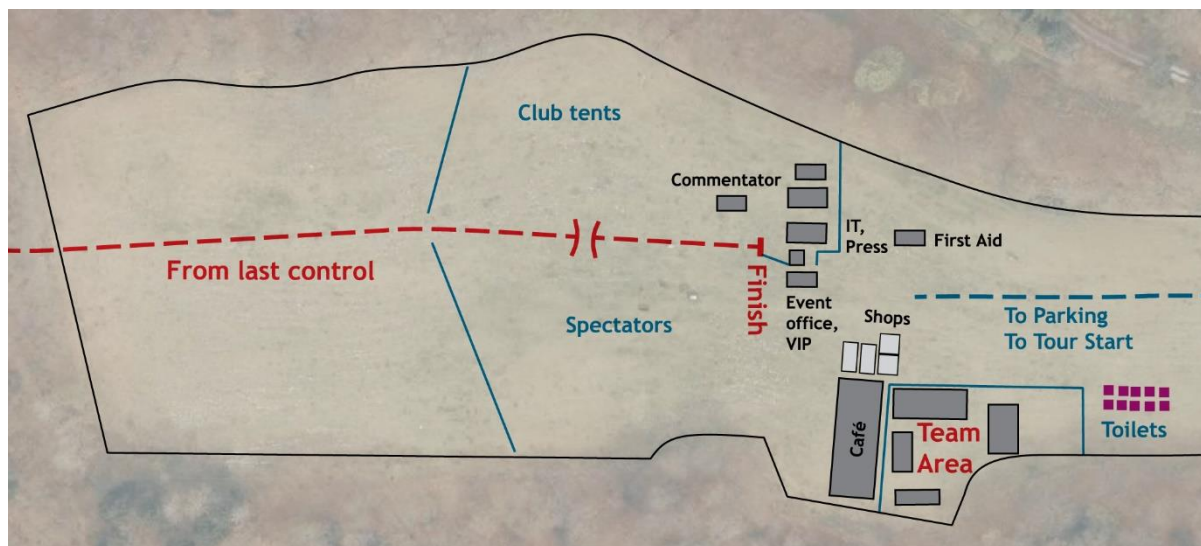 Club tents
Commentator
IT,
Press
First Aid
From last control
Finish
Spectators
Event
office,
VIP
Shops
To Parking
To Tour Start
Café
Team
Area
Toilets